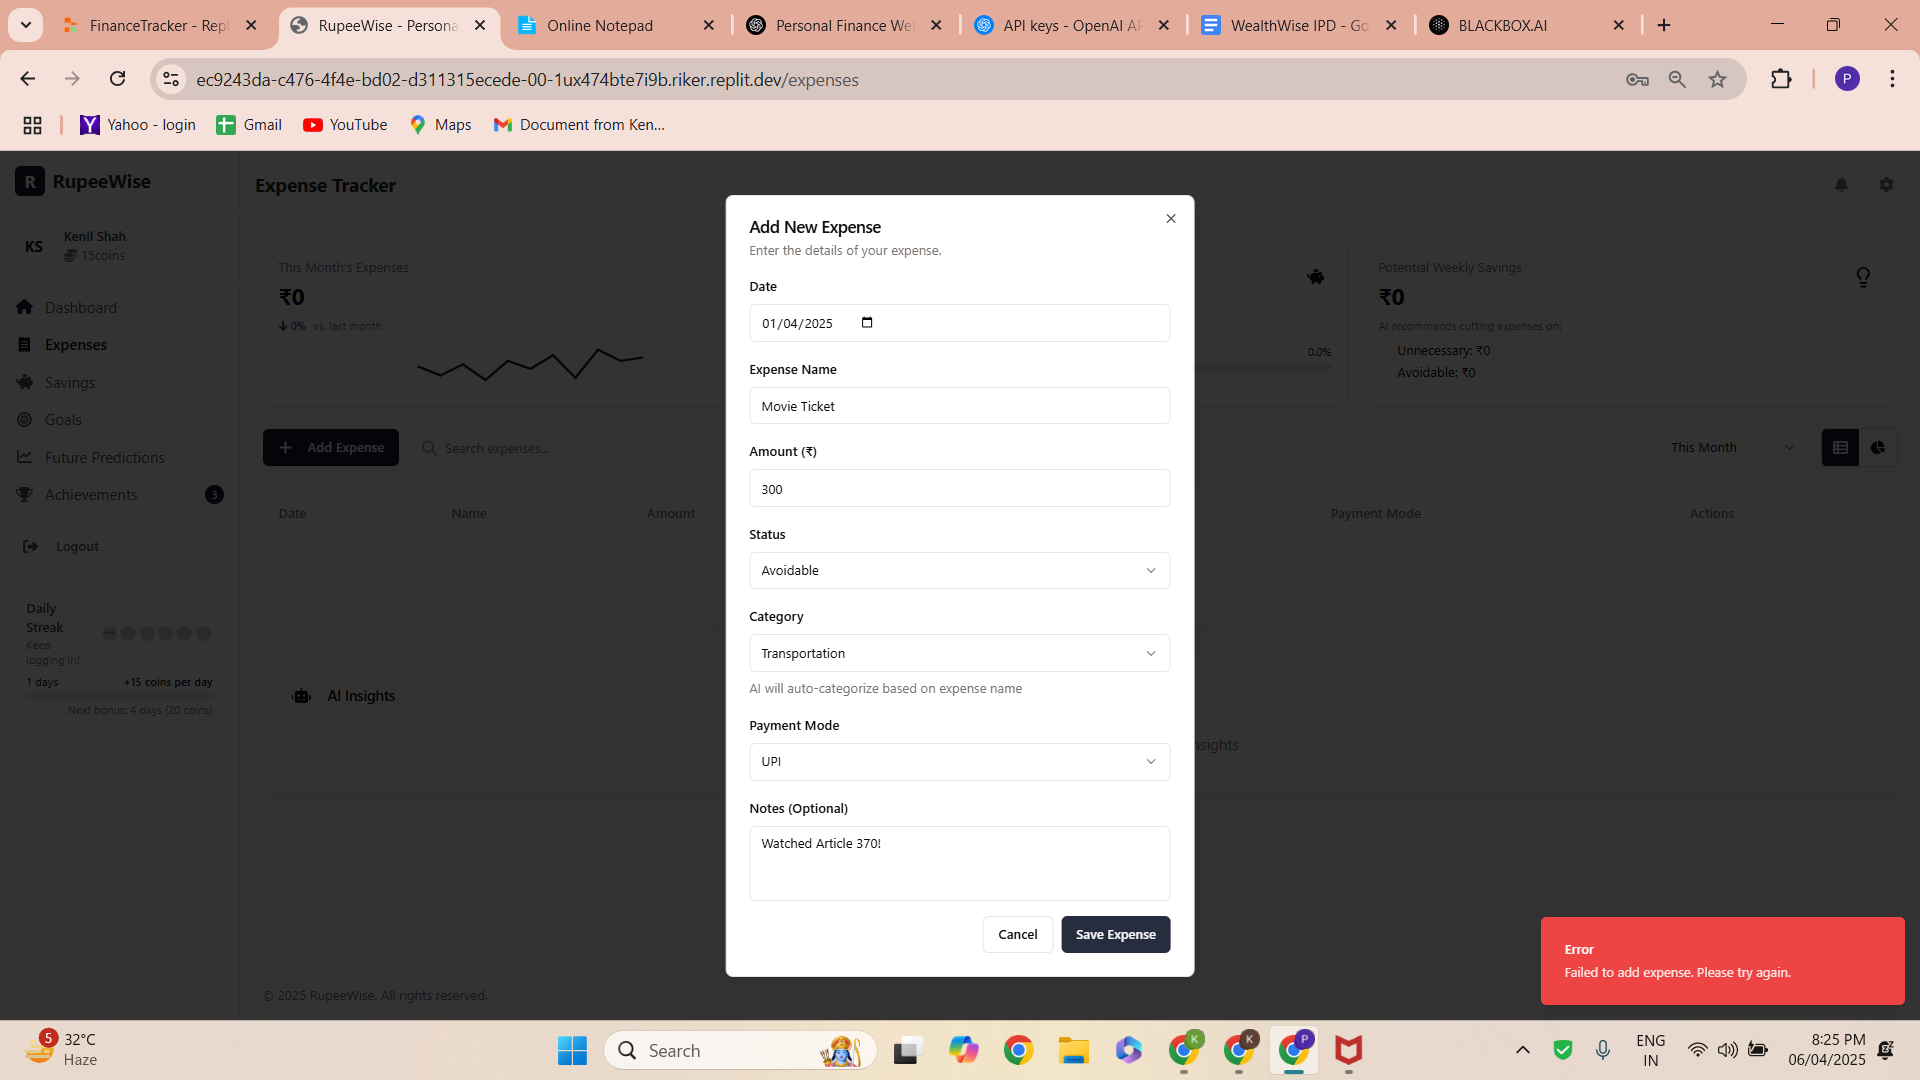 FinanceTracker - Repl
RupeeWise - Persona
Online Notepad
Personal Finance We
API keys - OpenAI AP
WealthWise IPD - Go
BLACKBOX.AI
ec9243da-c476-4f4e-bd02-d311315ecede-00-1ux474bte7i9b.riker.replit.dev/expenses
P
Yahoo - login
Gmail
YouTube
Maps
Document from Ken...
R RupeeWise
Expense Tracker
KS
Kenil Shah
15coins
Dashboard
Expenses
Savings
Goals
Future Predictions
Achievements 3
Logout
Daily
Streak
Keep
logging in!
1 days +15 coins per day
Next bonus: 4 days (20 coins)
This Month's Expenses
₹0
0% vs. last month
0.0%
Potential Weekly Savings
₹0
AI recommends cutting expenses on:
Unnecessary: ₹0
Avoidable: ₹0
+ Add Expense
Search expenses...
This Month
Date Name Amount Payment Mode Actions
AI Insights
nsights
© 2025 RupeeWise. All rights reserved.
Add New Expense
Enter the details of your expense.
Date
01/04/2025
Expense Name
Movie Ticket
Amount (₹)
300
Status
Avoidable
Category
Transportation
AI will auto-categorize based on expense name
Payment Mode
UPI
Notes (Optional)
Watched Article 370!
Cancel
Save Expense
Error
Failed to add expense. Please try again.
5
32°C
Haze
Search
K
K
P
ENG
IN
8:25 PM
06/04/2025